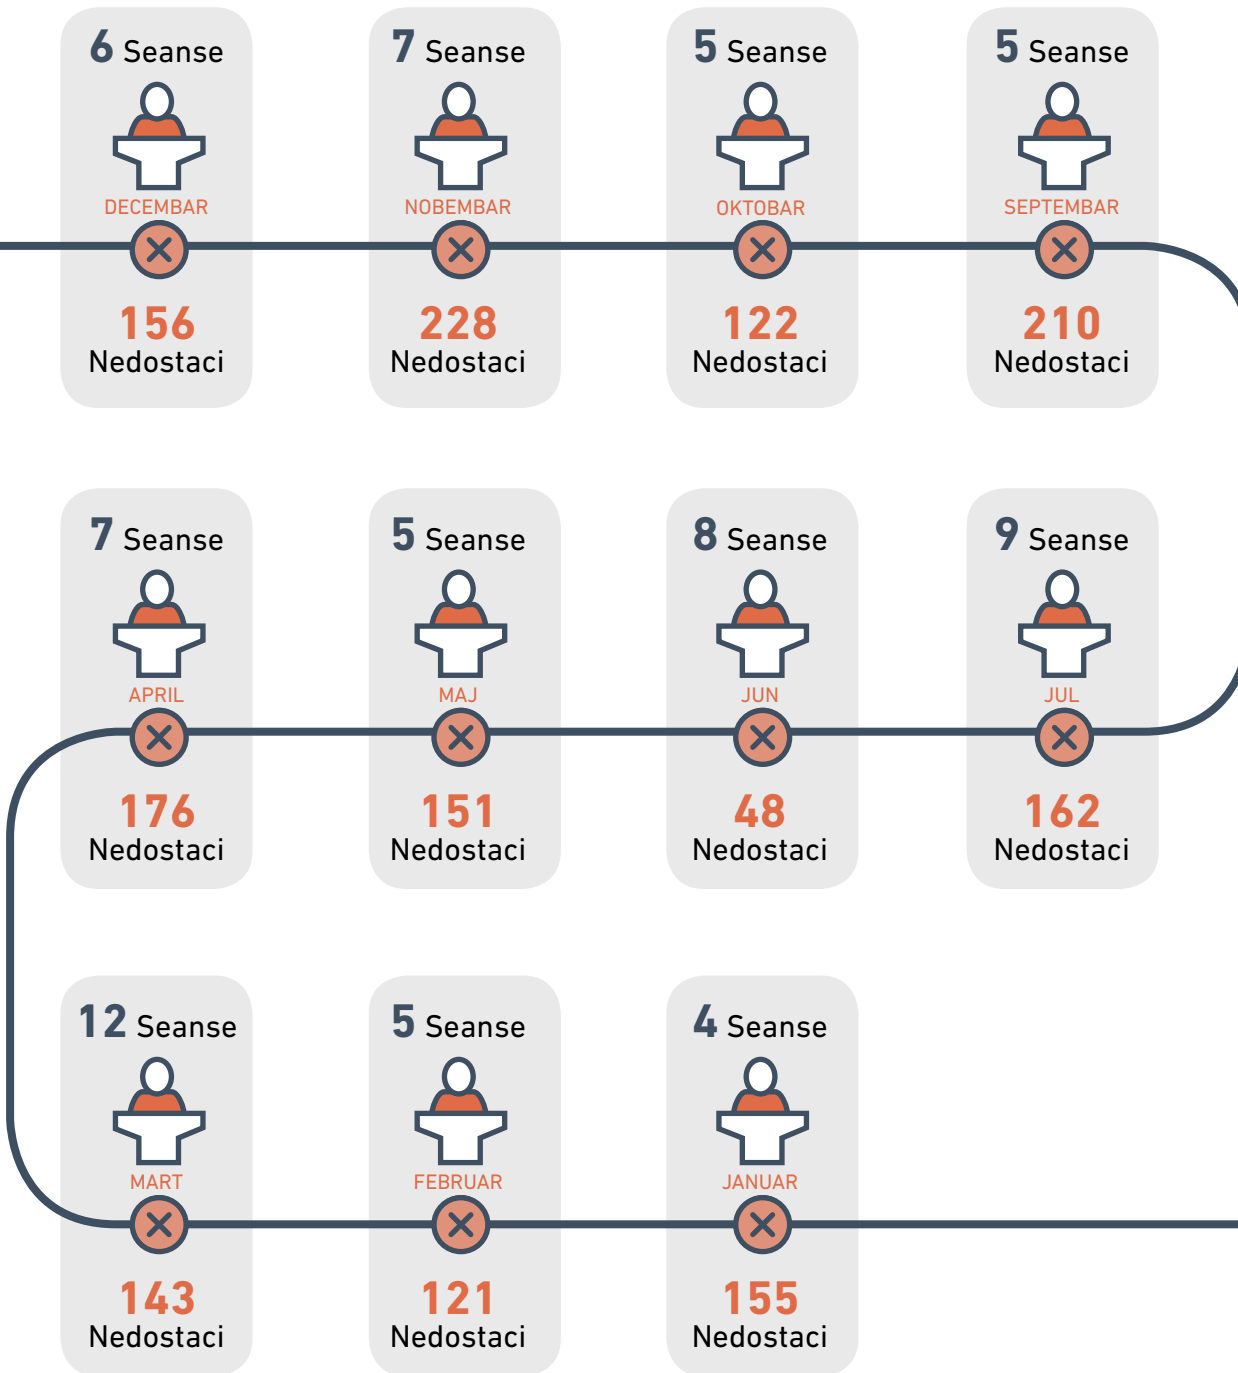 6 Seanse
DECEMBAR
156
Nedostaci
7 Seanse
NOBEMBAR
228
Nedostaci
5 Seanse
OKTOBAR
122
Nedostaci
5 Seanse
SEPTEMBAR
210
Nedostaci
7 Seanse
APRIL
176
Nedostaci
5 Seanse
MAJ
151
Nedostaci
8 Seanse
JUN
48
Nedostaci
9 Seanse
JUL
162
Nedostaci
12 Seanse
MART
143
Nedostaci
5 Seanse
FEBRUAR
121
Nedostaci
4 Seanse
JANUAR
155
Nedostaci